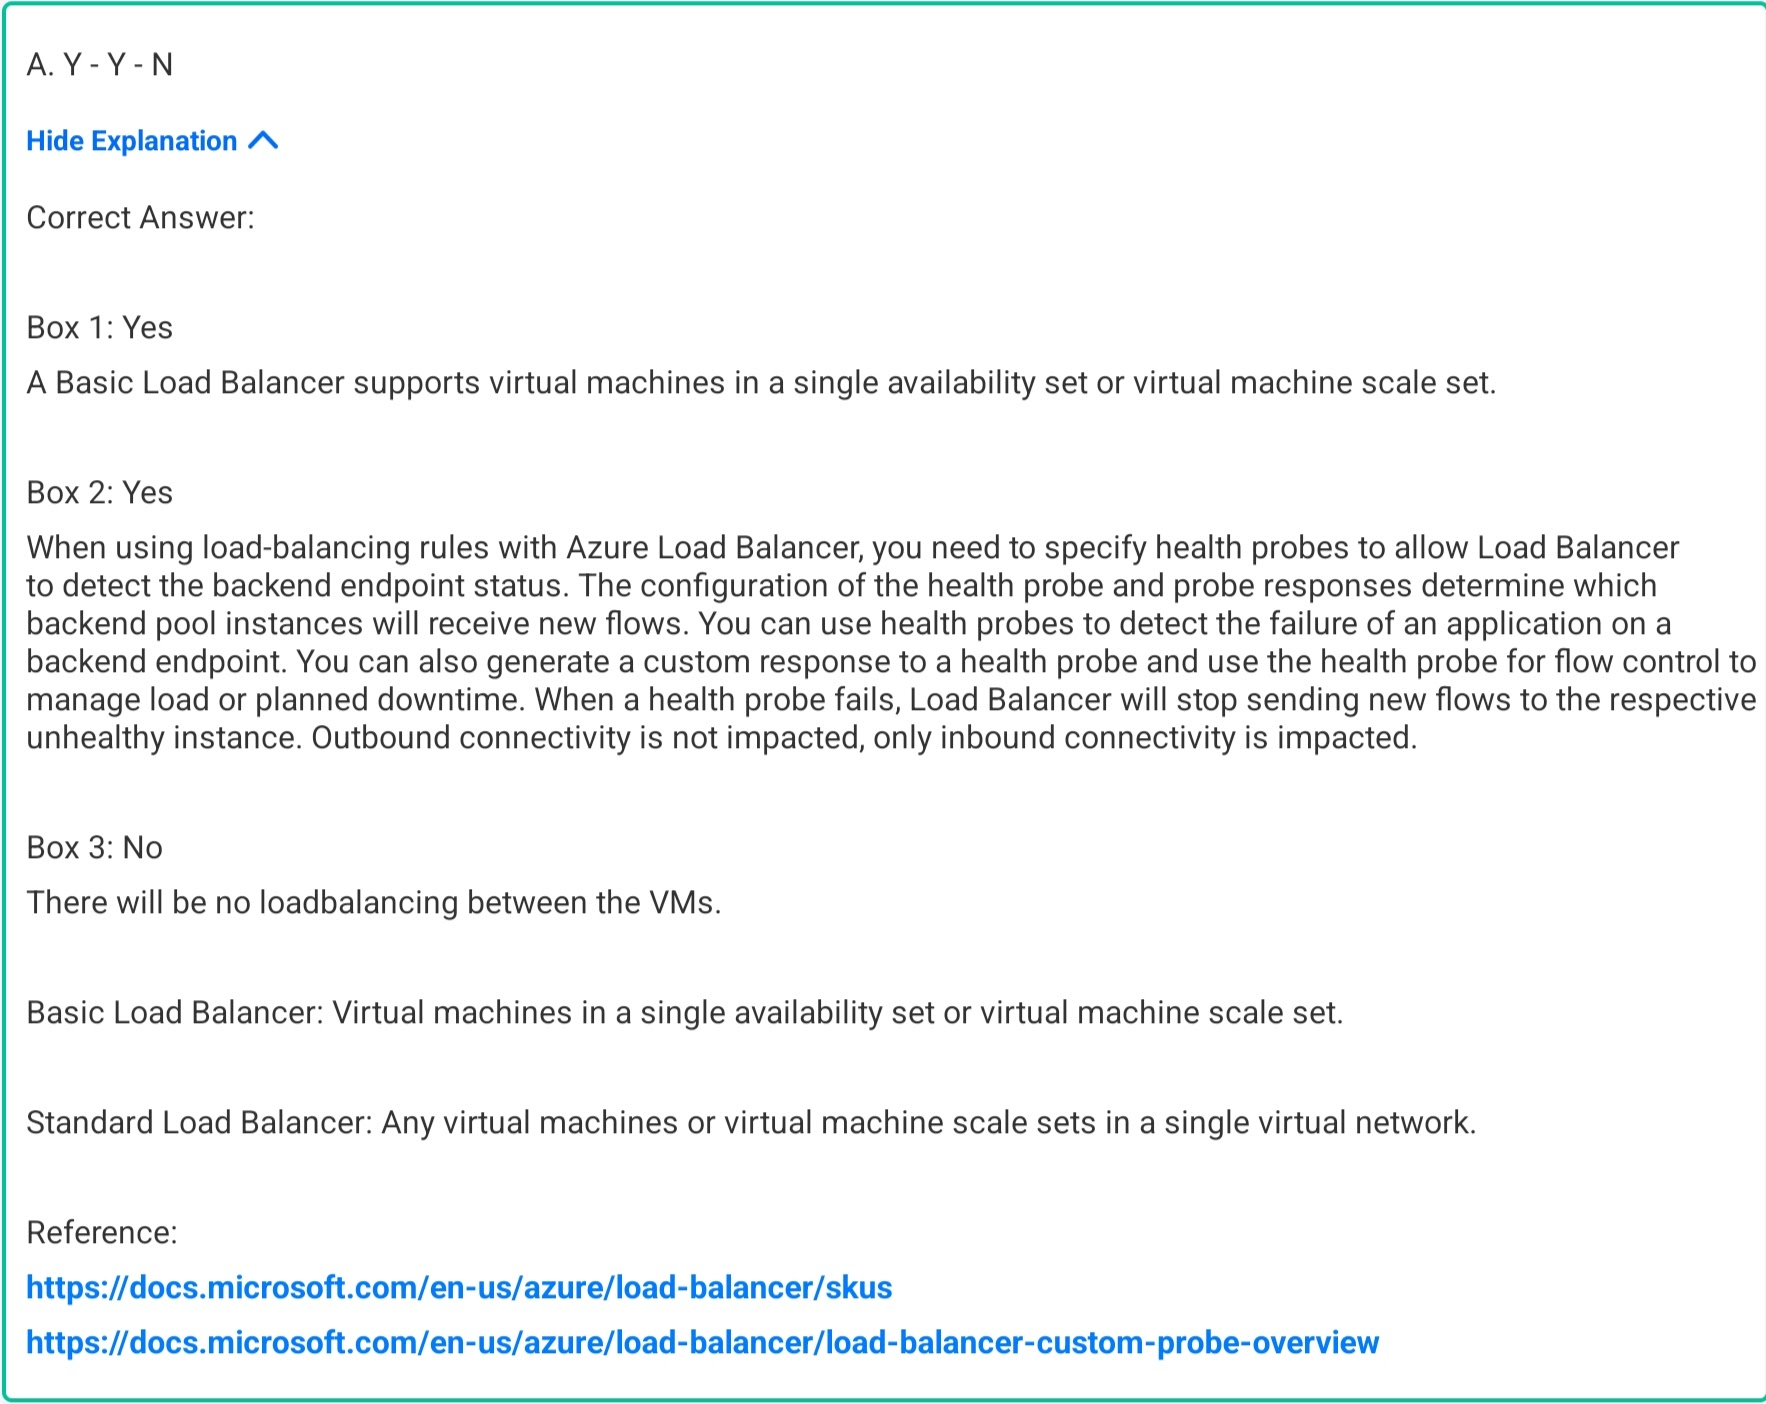 A. Y - Y - N
Hide Explanation
Correct Answer:
Box 1: Yes
A Basic Load Balancer supports virtual machines in a single availability set or virtual machine scale set.
Box 2: Yes
When using load-balancing rules with Azure Load Balancer, you need to specify health probes to allow Load Balancer
to detect the backend endpoint status. The configuration of the health probe and probe responses determine which
backend pool instances will receive new flows. You can use health probes to detect the failure of an application on a
backend endpoint. You can also generate a custom response to a health probe and use the health probe for flow control to
manage load or planned downtime. When a health probe fails, Load Balancer will stop sending new flows to the respective
unhealthy instance. Outbound connectivity is not impacted, only inbound connectivity is impacted.
Box 3: No
There will be no loadbalancing between the VMs.
Basic Load Balancer: Virtual machines in a single availability set or virtual machine scale set.
Standard Load Balancer: Any virtual machines or virtual machine scale sets in a single virtual network.
Reference:
https://docs.microsoft.com/en-us/azure/load-balancer/skus
https://docs.microsoft.com/en-us/azure/load-balancer/load-balancer-custom-probe-overview